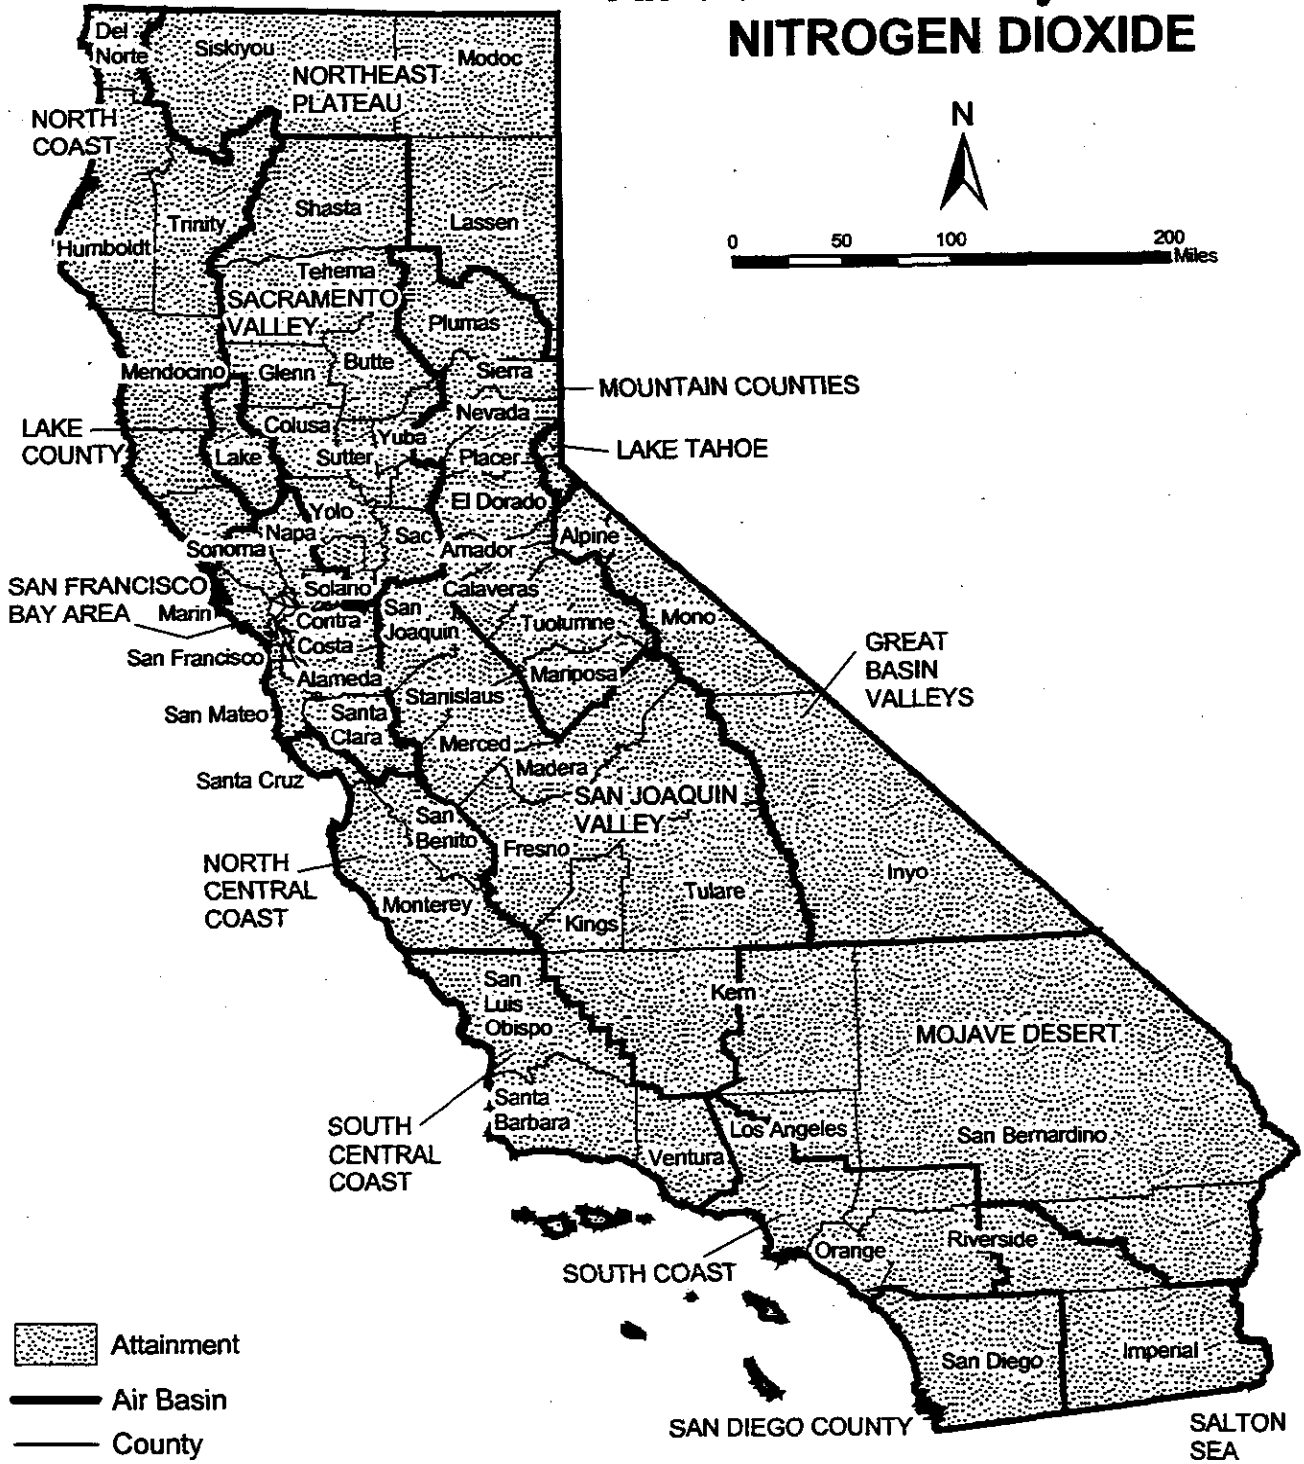 NITROGEN DIOXIDE
N
0 50 100 200
Miles
Del
Norte
Siskiyou
Modoc
NORTHEAST
PLATEAU
NORTH
COAST
Shasta
Trinity
Lassen
Humboldt
Tehema
SACRAMENTO
VALLEY
Plumas
Butte
Mendocino
Glenn
Sierra
MOUNTAIN COUNTIES
Nevada
Colusa
Yuba
LAKE
COUNTY
Lake
Sutter
Placer
LAKE TAHOE
El Dorado
Yolo
Napa
Sac
Alpine
Sonoma
Amador
SAN FRANCISCO
BAY AREA
Solano
Calaveras
Marin
San
Joaquin
Mono
Contra
Costa
Tuolumne
GREAT
BASIN
VALLEYS
San Francisco
Alameda
Mariposa
Stanislaus
San Mateo
Santa
Clara
Merced
Madera
Santa Cruz
SAN JOAQUIN
VALLEY
San
Benito
Fresno
NORTH
CENTRAL
COAST
Inyo
Tulare
Monterey
Kings
San
Luis
Obispo
Kern
MOJAVE DESERT
Santa
Barbara
SOUTH
CENTRAL
COAST
Los Angeles
San Bernardino
Ventura
Orange
Riverside
SOUTH COAST
Attainment
San Diego
Imperial
Air Basin
SAN DIEGO COUNTY
SALTON
SEA
County